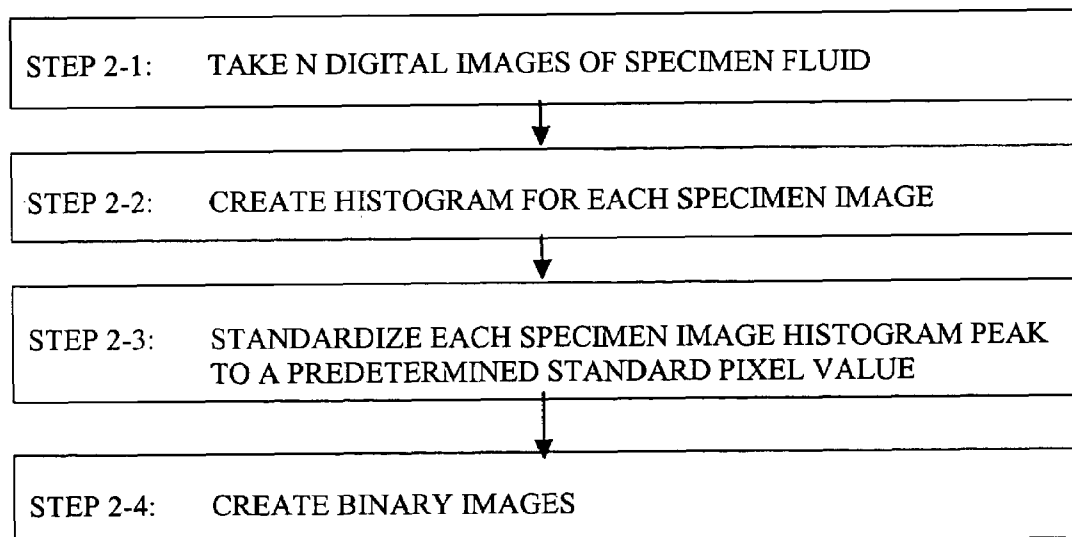 STEP 2-1: TAKE N DIGITAL IMAGES OF SPECIMEN FLUID
STEP 2-2: CREATE HISTOGRAM FOR EACH SPECIMEN IMAGE
STEP 2-3: STANDARDIZE EACH SPECIMEN IMAGE HISTOGRAM PEAK
TO A PREDETERMINED STANDARD PIXEL VALUE
STEP 2-4: CREATE BINARY IMAGES